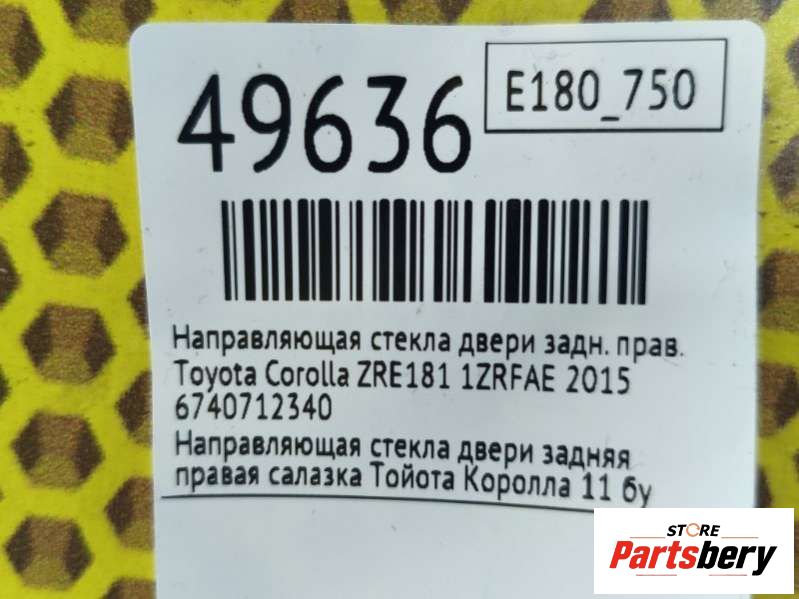 49636
E180_750
Направляющая стекла двери задн. прав.
Toyota Corolla ZRE181 1ZRFAE 2015
6740712340
Направляющая стекла двери задняя
правая салазка Тойота Королла 11 бу
STORE
Partsbery